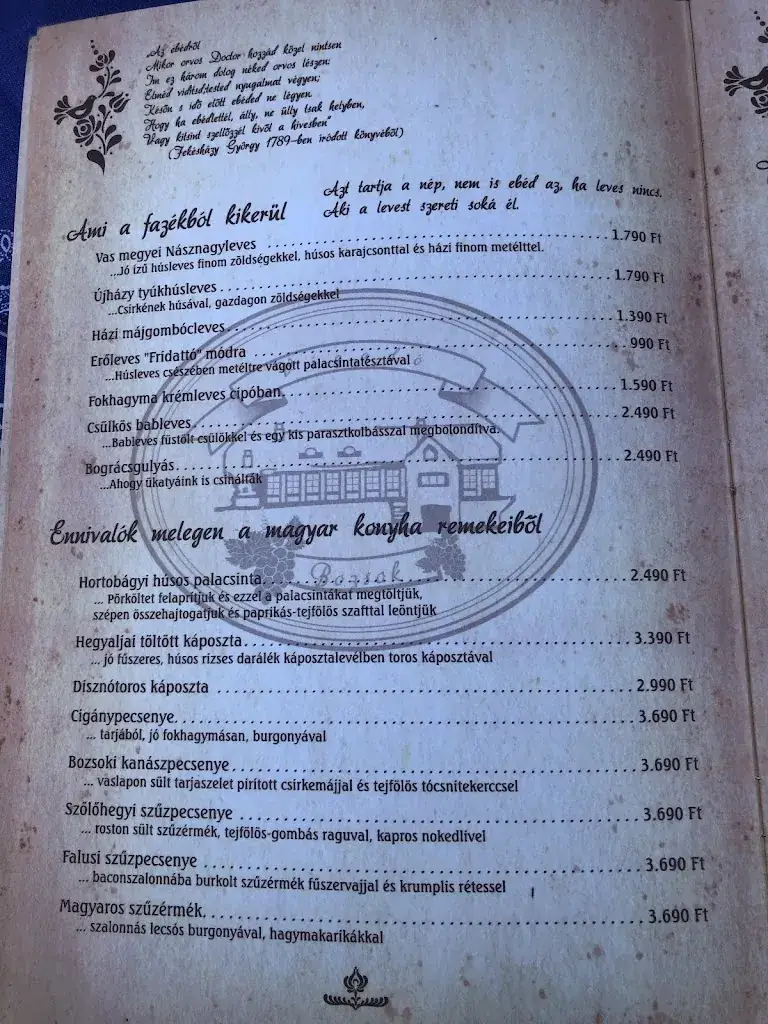 Az ebédről
Mikor orvos Doctor hozzád közel nintsen
Im ez három dolog néked orvos lészen:
Elméd vidits, tested nyugalmat végyen;
Későn s idő előtt ebéded ne légyen.
Hogy ha ebédlettél, álly, ne ülly tsak helyben,
Vagy kitsint szellőzzél kivől a hivesben"
(Fekésházy György 1789-ben íródott könyvéből)
Azt tartja a nép, nem is ebéd az, ha leves nincs.
Aki a levest szereti soká él.
Ami a fazékból kikerül
Vas megyei Násznagyleves ........ 1.790 Ft
...Jó ízű húsleves finom zöldségekkel, húsos karajcsonttal és házi finom metélttel.
Újházy tyúkhúsleves ........ 1.790 Ft
...Csirkének húsával, gazdagon zöldségekkel
Házi májgombócleves ........ 1.390 Ft
Erőleves "Fridattó" módra ........ 990 Ft
...Húsleves csészében metéltre vágott palacsintatésztával
Fokhagyma krémleves cipóban ........ 1.590 Ft
Csülkös bableves ........ 2.490 Ft
...Bableves füstölt csülökkel és egy kis parasztkolbásszal megbolondítva.
Bográcsgulyás ........ 2.490 Ft
...Ahogy ükatyáink is csinálták
Ennivalók melegen a magyar konyha remekeiből
Bozsok
Hortobágyi húsos palacsinta ........ 2.490 Ft
... Pörköltet felaprítjuk és ezzel a palacsintákat megtöltjük,
szépen összehajtogatjuk és paprikás-tejfölös szafttal leöntjük
Hegyaljai töltött káposzta ........ 3.390 Ft
... jó fűszeres, húsos rizses darálék káposztalevélben toros káposztával
Disznótoros káposzta ........ 2.990 Ft
Cigánypecsenye ........ 3.690 Ft
... tarjából, jó fokhagymásan, burgonyával
Bozsoki kanászpecsenye ........ 3.690 Ft
... vaslapon sült tarjaszelet pirított csirkemájjal és tejfölös tócsnitekerccsel
Szőlőhegyi szűzpecsenye ........ 3.690 Ft
... roston sült szűzérmék, tejfölös-gombás raguval, kapros nokedlivel
Falusi szűzpecsenye ........ 3.690 Ft
... baconszalonnába burkolt szűzérmék fűszervajjal és krumplis rétessel
Magyaros szűzérmék ........ 3.690 Ft
... szalonnás lecsós burgonyával, hagymakarikákkal